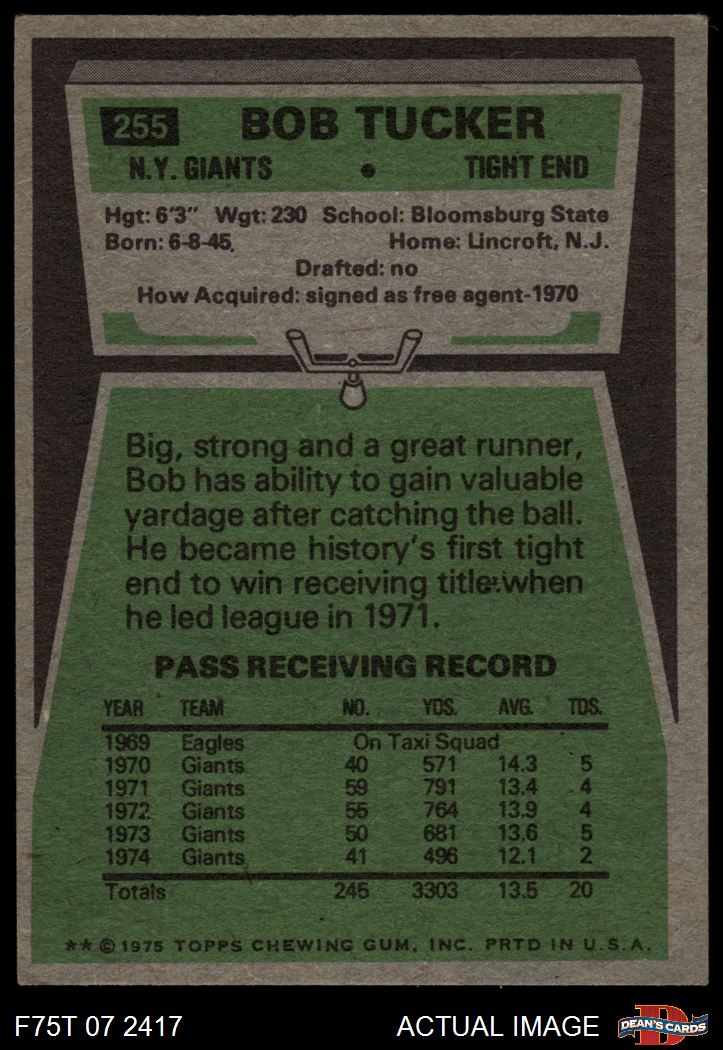 255 BOB TUCKER
N.Y. GIANTS • TIGHT END
Hgt: 6'3" Wgt: 230 School: Bloomsburg State
Born: 6-8-45 Home: Lincroft, N.J.
Drafted: no
How Acquired: signed as free agent-1970
Big, strong and a great runner,
Bob has ability to gain valuable
yardage after catching the ball.
He became history's first tight
end to win receiving title when
he led league in 1971.
PASS RECEIVING RECORD
YEAR TEAM NO. YDS. AVG. TDS.
1969 Eagles On Taxi Squad
1970 Giants 40 571 14.3 5
1971 Giants 59 791 13.4 4
1972 Giants 55 764 13.9 4
1973 Giants 50 681 13.6 5
1974 Giants 41 496 12.1 2
Totals 245 3303 13.5 20
**©1975 TOPPS CHEWING GUM, INC. PRTD IN U.S.A.
F75T 07 2417 ACTUAL IMAGE D DEAN'S CARDS